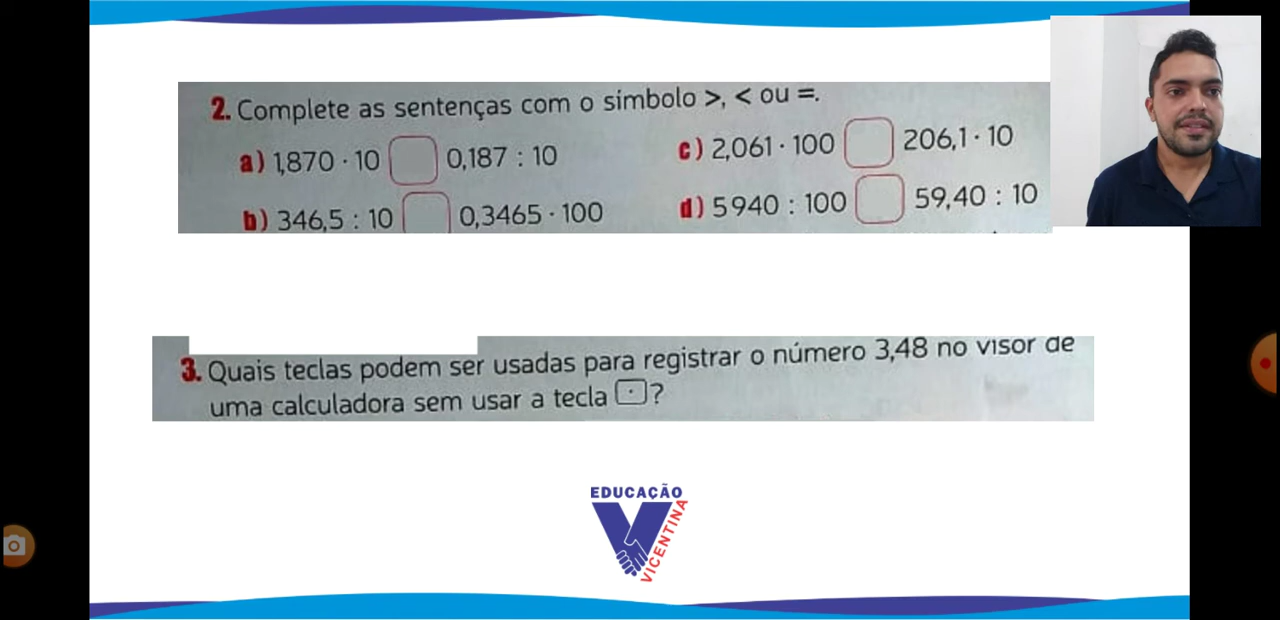 2. Complete as sentenças com o símbolo >, < ou =.
a) 1,870 · 10 0,187 : 10
c) 2,061 · 100 206,1 · 10
b) 346,5 : 10 0,3465 · 100
d) 5940 : 100 59,40 : 10
3. Quais teclas podem ser usadas para registrar o número 3,48 no visor de
uma calculadora sem usar a tecla · ?
EDUCAÇÃO
VICENTINA